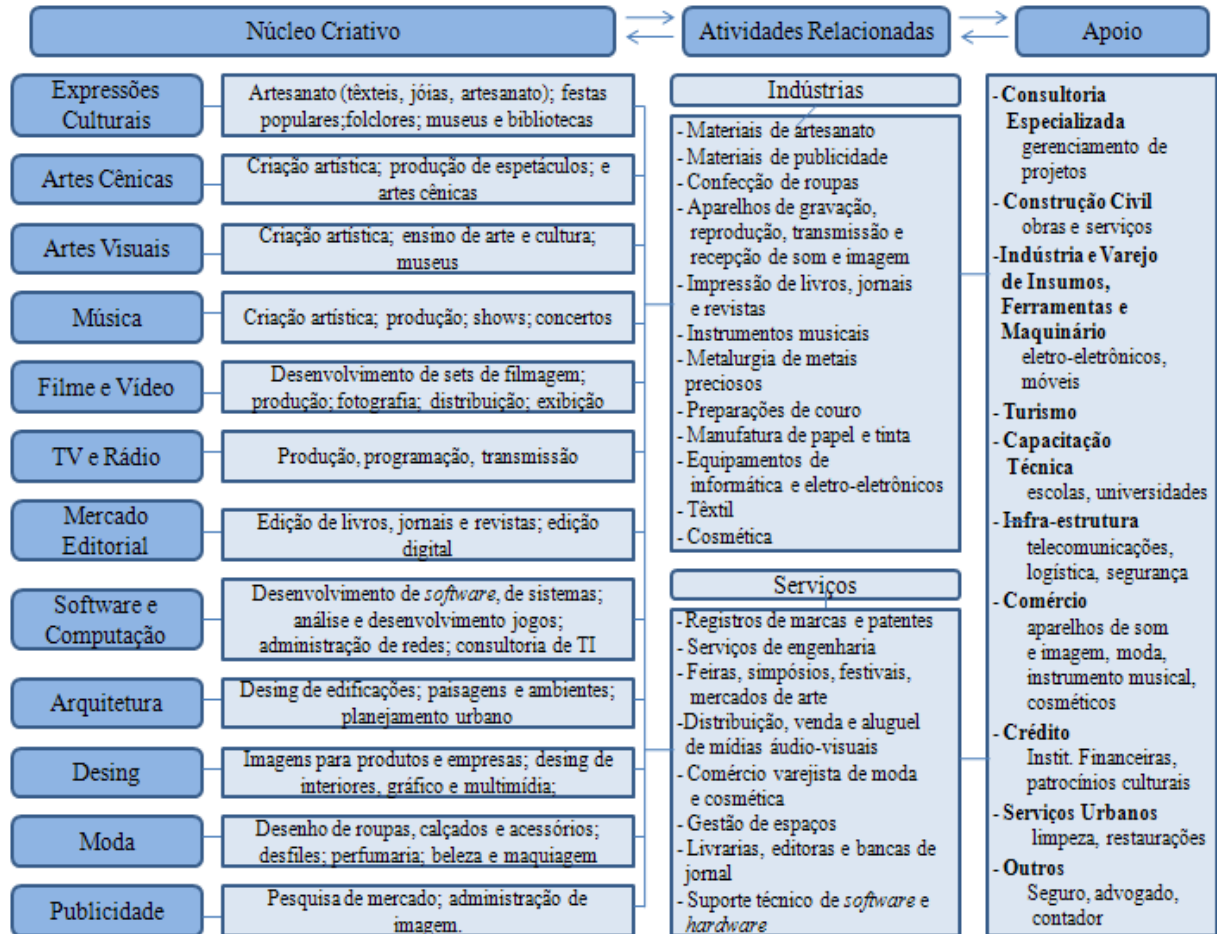 Núcleo Criativo
Atividades Relacionadas
Apoio
Expressões
Culturais
Artesanato (têxteis, jóias, artesanato); festas
populares;folclores; museus e bibliotecas
Artes Cênicas
Criação artística; produção de espetáculos; e
artes cênicas
Artes Visuais
Criação artística; ensino de arte e cultura;
museus
Música
Criação artística; produção; shows; concertos
Filme e Vídeo
Desenvolvimento de sets de filmagem;
produção; fotografia; distribuição; exibição
TV e Rádio
Produção, programação, transmissão
Mercado
Editorial
Edição de livros, jornais e revistas; edição
digital
Software e
Computação
Desenvolvimento de software, de sistemas;
análise e desenvolvimento jogos;
administração de redes; consultoria de TI
Arquitetura
Desing de edificações; paisagens e ambientes;
planejamento urbano
Desing
Imagens para produtos e empresas; desing de
interiores, gráfico e multimídia;
Moda
Desenho de roupas, calçados e acessórios;
desfiles; perfumaria; beleza e maquiagem
Publicidade
Pesquisa de mercado; administração de
imagem.
Indústrias
- Materiais de artesanato
- Materiais de publicidade
- Confecção de roupas
- Aparelhos de gravação,
reprodução, transmissão e
recepção de som e imagem
- Impressão de livros, jornais
e revistas
- Instrumentos musicais
- Metalurgia de metais
preciosos
- Preparações de couro
- Manufatura de papel e tinta
- Equipamentos de
informática e eletro-eletrônicos
- Têxtil
- Cosmética
Serviços
- Registros de marcas e patentes
- Serviços de engenharia
- Feiras, simpósios, festivais,
mercados de arte
-Distribuição, venda e aluguel
de mídias áudio-visuais
- Comércio varejista de moda
e cosmética
- Gestão de espaços
- Livrarias, editoras e bancas de
jornal
- Suporte técnico de software e
hardware
- Consultoria
Especializada
gerenciamento de
projetos
- Construção Civil
obras e serviços
-Indústria e Varejo
de Insumos,
Ferramentas e
Maquinário
eletro-eletrônicos,
móveis
- Turismo
- Capacitação
Técnica
escolas, universidades
- Infra-estrutura
telecomunicações,
logística, segurança
- Comércio
aparelhos de som
e imagem, moda,
instrumento musical,
cosméticos
- Crédito
Instit. Financeiras,
patrocínios culturais
- Serviços Urbanos
limpeza, restaurações
- Outros
Seguro, advogado,
contador